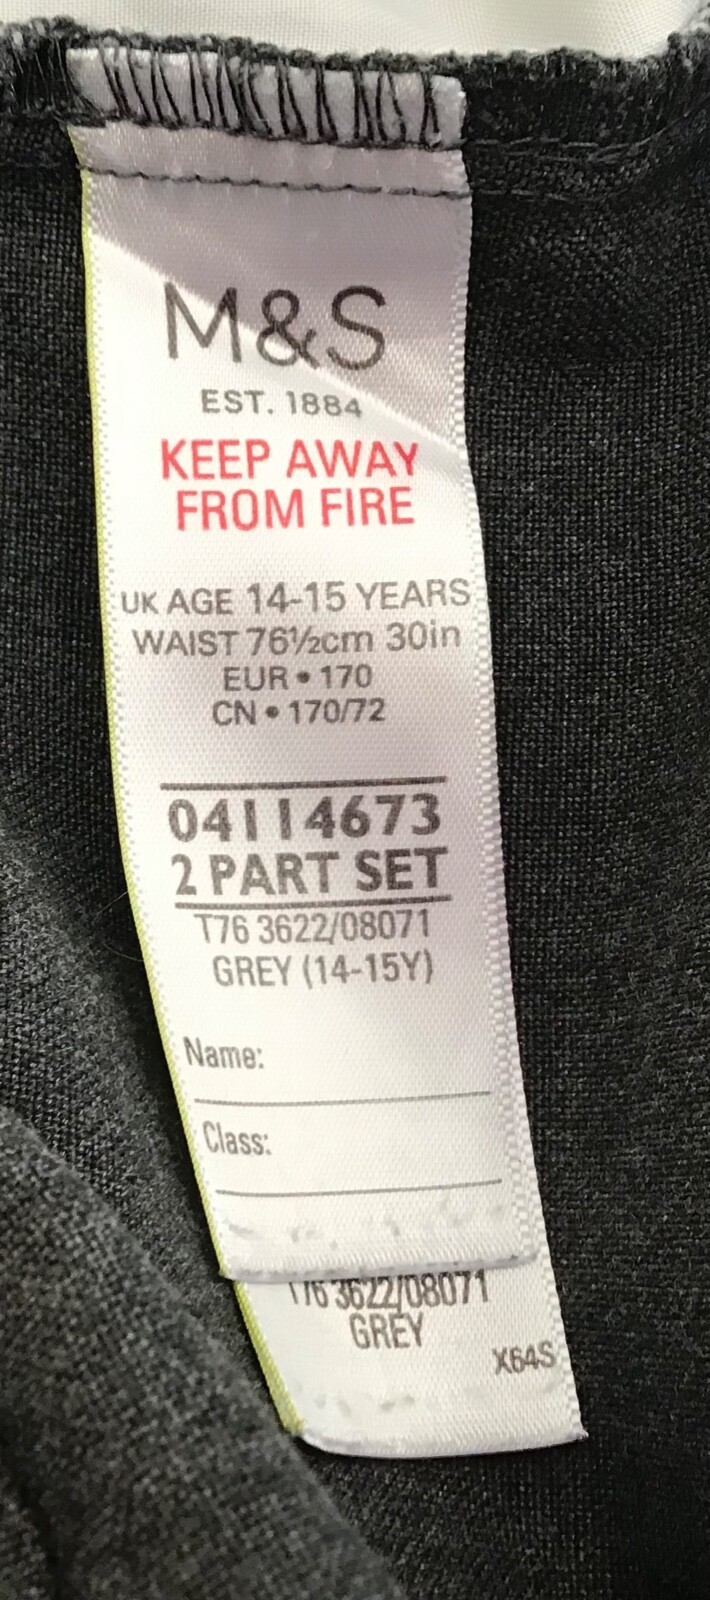 M&S
EST. 1884
KEEP AWAY
FROM FIRE
UK AGE 14-15 YEARS
WAIST 76½cm 30in
EUR • 170
CN • 170/72
04114673
2 PART SET
T76 3622/08071
GREY (14-15Y)
Name:
Class:
T76 3622/08071
GREY
X64S